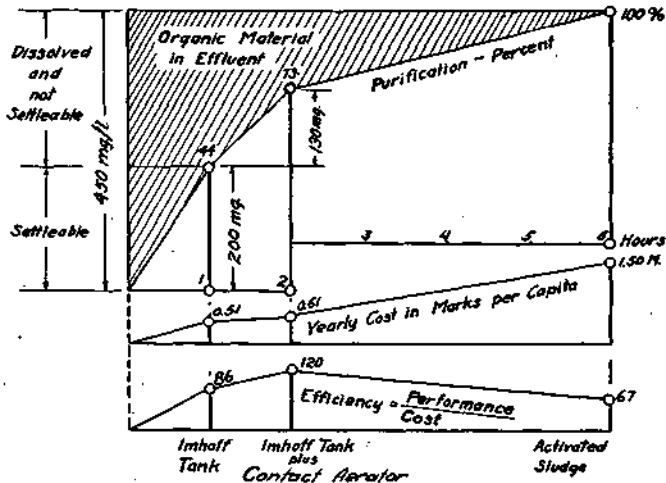 100%
Organic Material
in Effluent
Dissolved
and
not
Settleable
Settleable
450 mg/l
73
Purification - Percent
44
130 mg.
200 mg.
1
2
3
4
5
6
Hours
1.50 M.
0.51
0.61
Yearly Cost in Marks per Capita
86
120
67
Efficiency = Performance
Cost
Imhoff
Tank
Imhoff Tank
plus
Contact Aerator
Activated
Sludge